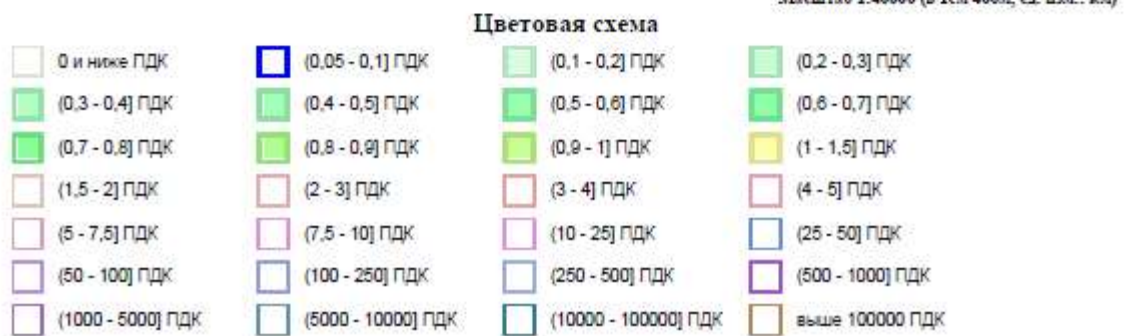 Цветовая схема
0 и ниже ПДК (0,05 - 0,1] ПДК (0,1 - 0,2] ПДК (0,2 - 0,3] ПДК
(0,3 - 0,4] ПДК (0,4 - 0,5] ПДК (0,5 - 0,6] ПДК (0,6 - 0,7] ПДК
(0,7 - 0,8] ПДК (0,8 - 0,9] ПДК (0,9 - 1] ПДК (1 - 1,5] ПДК
(1,5 - 2] ПДК (2 - 3] ПДК (3 - 4] ПДК (4 - 5] ПДК
(5 - 7,5] ПДК (7,5 - 10] ПДК (10 - 25] ПДК (25 - 50] ПДК
(50 - 100] ПДК (100 - 250] ПДК (250 - 500] ПДК (500 - 1000] ПДК
(1000 - 5000] ПДК (5000 - 10000] ПДК (10000 - 100000] ПДК выше 100000 ПДК